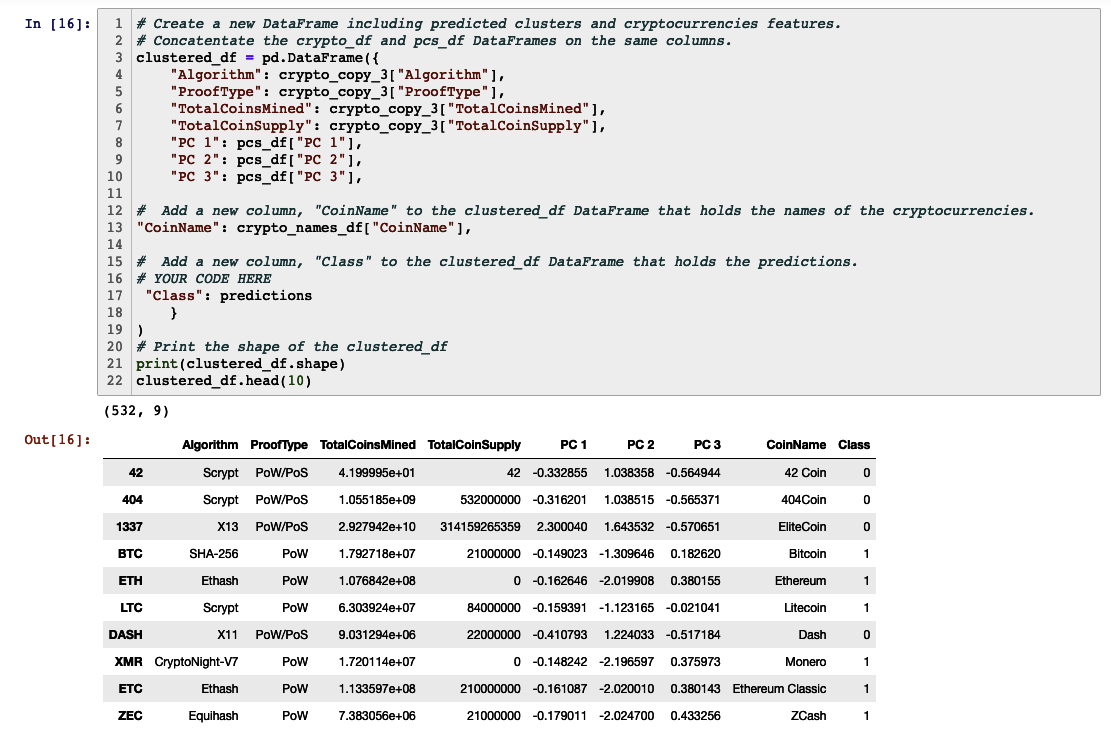 In [16]:
1 # Create a new DataFrame including predicted clusters and cryptocurrencies features.
2 # Concatentate the crypto_df and pcs_df DataFrames on the same columns.
3 clustered_df = pd.DataFrame({
4     "Algorithm": crypto_copy_3["Algorithm"],
5     "ProofType": crypto_copy_3["ProofType"],
6     "TotalCoinsMined": crypto_copy_3["TotalCoinsMined"],
7     "TotalCoinSupply": crypto_copy_3["TotalCoinSupply"],
8     "PC 1": pcs_df["PC 1"],
9     "PC 2": pcs_df["PC 2"],
10     "PC 3": pcs_df["PC 3"],
11
12 #  Add a new column, "CoinName" to the clustered_df DataFrame that holds the names of the cryptocurrencies.
13 "CoinName": crypto_names_df["CoinName"],
14
15 #  Add a new column, "Class" to the clustered_df DataFrame that holds the predictions.
16 # YOUR CODE HERE
17  "Class": predictions
18     }
19 )
20 # Print the shape of the clustered_df
21 print(clustered_df.shape)
22 clustered_df.head(10)
(532, 9)
Out[16]:
Algorithm ProofType TotalCoinsMined TotalCoinSupply PC 1 PC 2 PC 3 CoinName Class
42 Scrypt PoW/PoS 4.199995e+01 42 -0.332855 1.038358 -0.564944 42 Coin 0
404 Scrypt PoW/PoS 1.055185e+09 532000000 -0.316201 1.038515 -0.565371 404Coin 0
1337 X13 PoW/PoS 2.927942e+10 314159265359 2.300040 1.643532 -0.570651 EliteCoin 0
BTC SHA-256 PoW 1.792718e+07 21000000 -0.149023 -1.309646 0.182620 Bitcoin 1
ETH Ethash PoW 1.076842e+08 0 -0.162646 -2.019908 0.380155 Ethereum 1
LTC Scrypt PoW 6.303924e+07 84000000 -0.159391 -1.123165 -0.021041 Litecoin 1
DASH X11 PoW/PoS 9.031294e+06 22000000 -0.410793 1.224033 -0.517184 Dash 0
XMR CryptoNight-V7 PoW 1.720114e+07 0 -0.148242 -2.196597 0.375973 Monero 1
ETC Ethash PoW 1.133597e+08 210000000 -0.161087 -2.020010 0.380143 Ethereum Classic 1
ZEC Equihash PoW 7.383056e+06 21000000 -0.179011 -2.024700 0.433256 ZCash 1